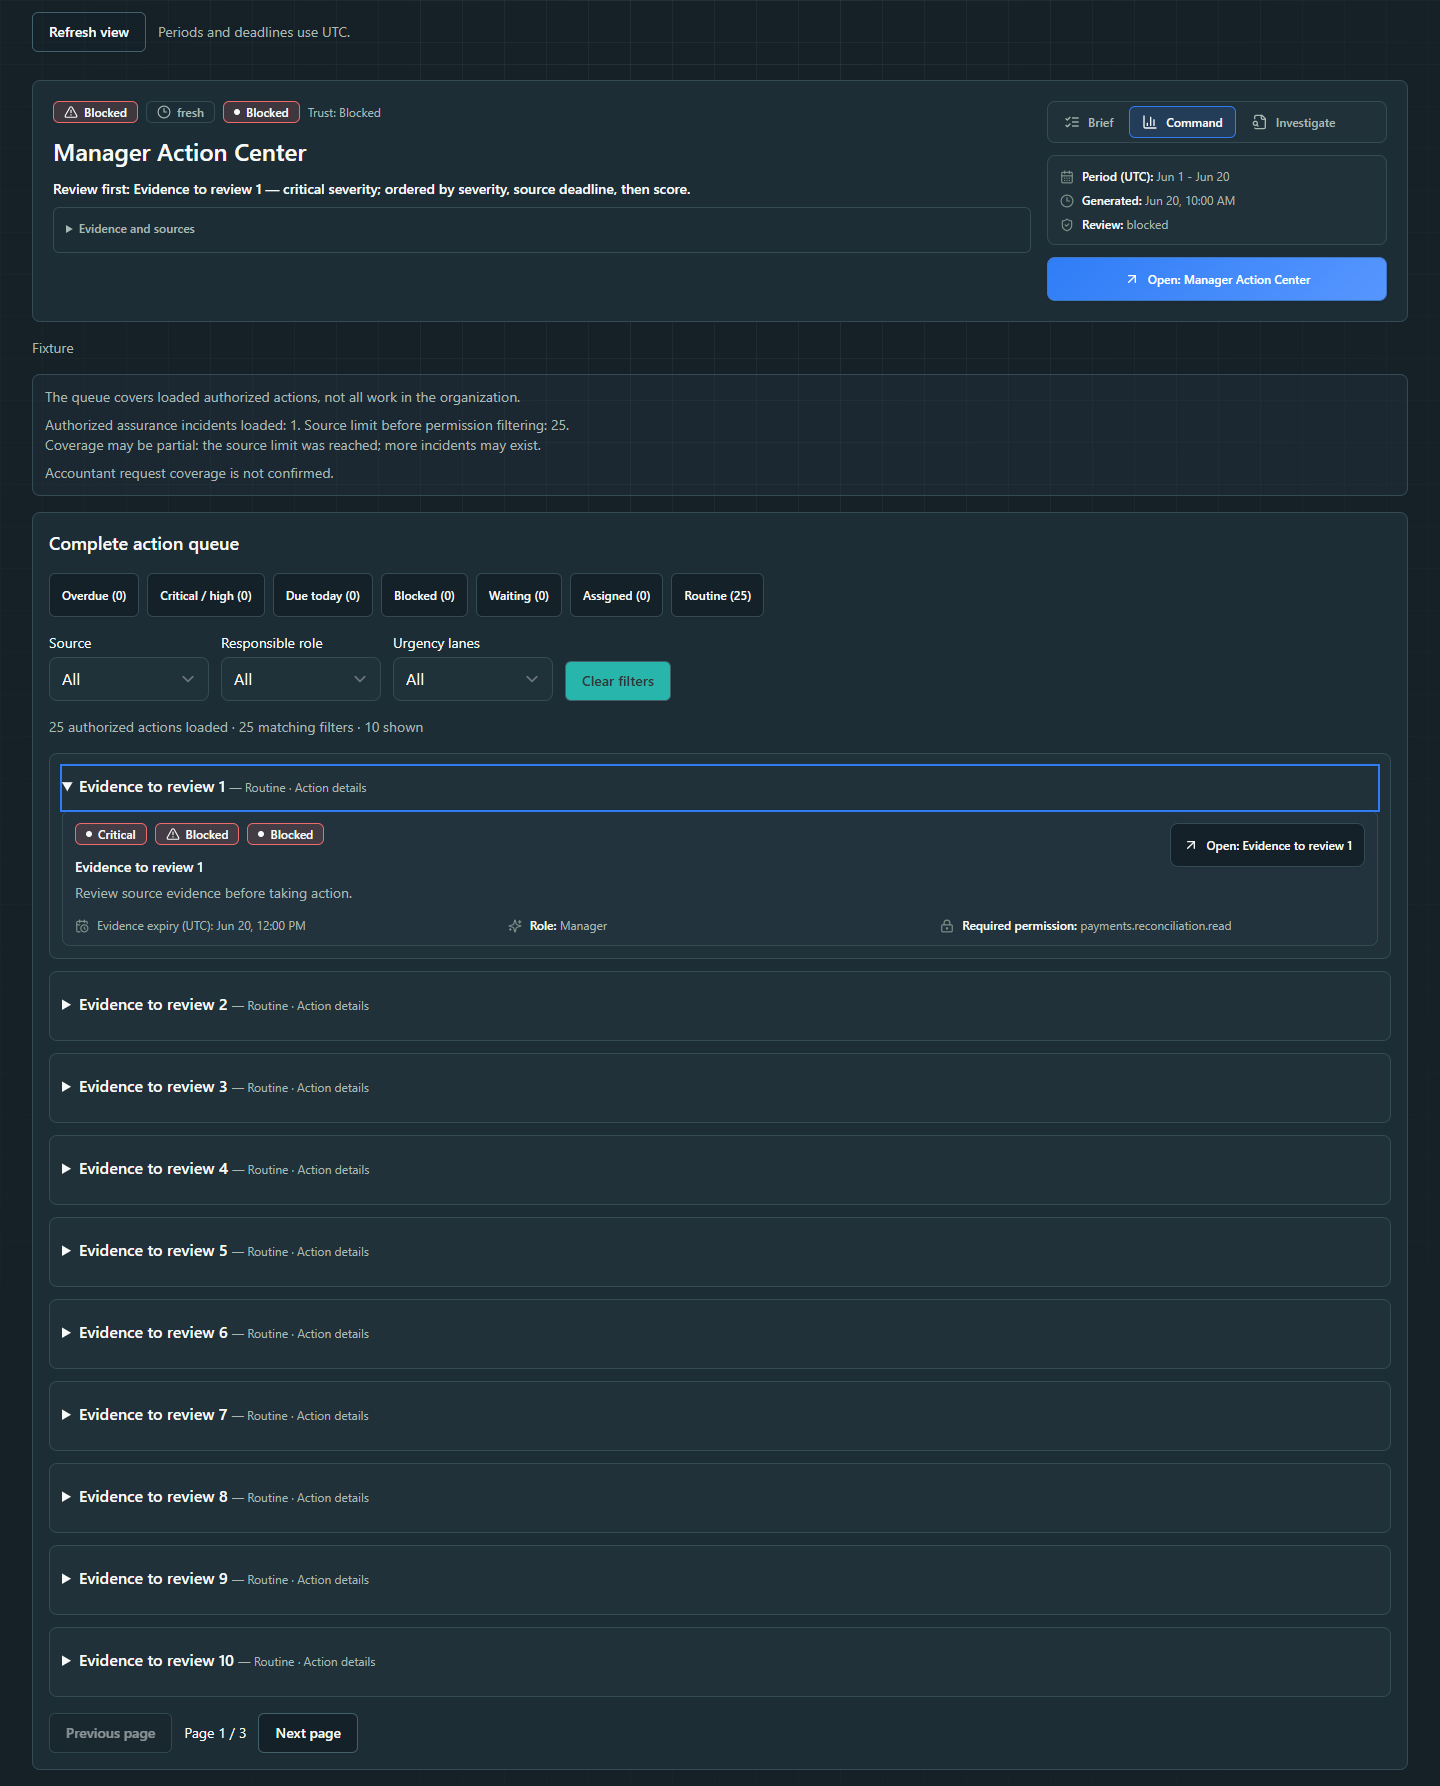 Refresh view Periods and deadlines use UTC.
Blocked fresh Blocked Trust: Blocked
Manager Action Center
Review first: Evidence to review 1 — critical severity; ordered by severity, source deadline, then score.
Evidence and sources
Brief Command Investigate
Period (UTC): Jun 1 - Jun 20
Generated: Jun 20, 10:00 AM
Review: blocked
Open: Manager Action Center
Fixture
The queue covers loaded authorized actions, not all work in the organization.
Authorized assurance incidents loaded: 1. Source limit before permission filtering: 25.
Coverage may be partial: the source limit was reached; more incidents may exist.
Accountant request coverage is not confirmed.
Complete action queue
Overdue (0) Critical / high (0) Due today (0) Blocked (0) Waiting (0) Assigned (0) Routine (25)
Source Responsible role Urgency lanes
All All All Clear filters
25 authorized actions loaded · 25 matching filters · 10 shown
Evidence to review 1 — Routine · Action details
Critical Blocked Blocked
Open: Evidence to review 1
Evidence to review 1
Review source evidence before taking action.
Evidence expiry (UTC): Jun 20, 12:00 PM Role: Manager Required permission: payments.reconciliation.read
Evidence to review 2 — Routine · Action details
Evidence to review 3 — Routine · Action details
Evidence to review 4 — Routine · Action details
Evidence to review 5 — Routine · Action details
Evidence to review 6 — Routine · Action details
Evidence to review 7 — Routine · Action details
Evidence to review 8 — Routine · Action details
Evidence to review 9 — Routine · Action details
Evidence to review 10 — Routine · Action details
Previous page Page 1 / 3 Next page